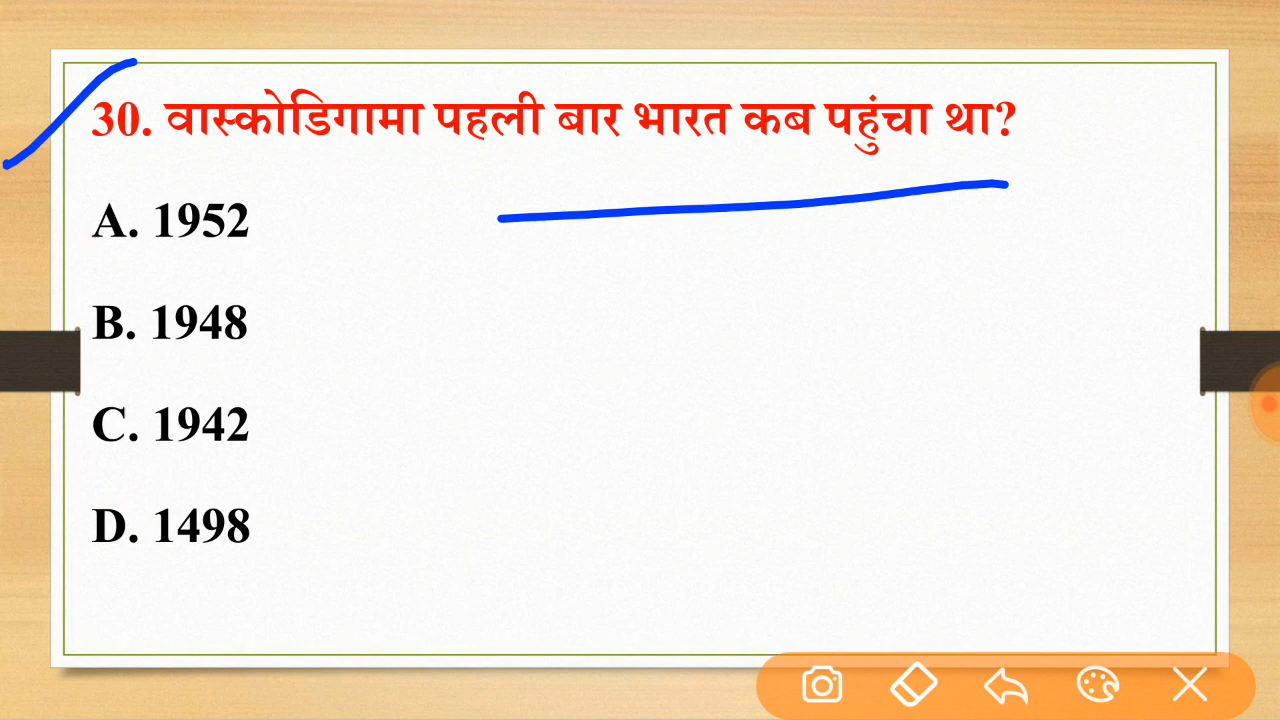 30. वास्कोडिगामा पहली बार भारत कब पहुंचा था?
A. 1952
B. 1948
C. 1942
D. 1498